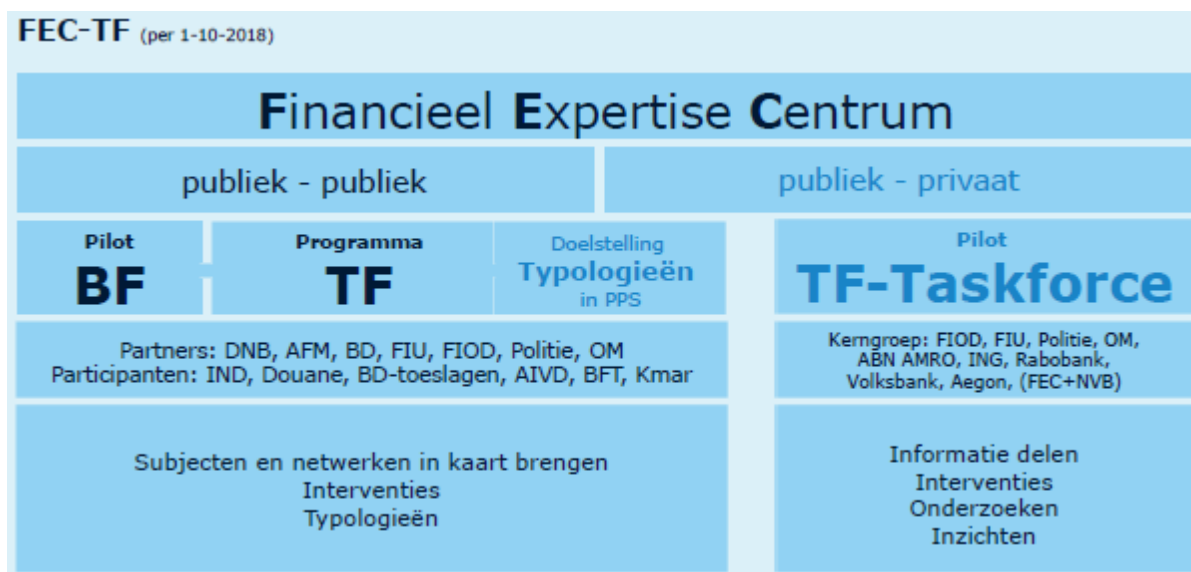 FEC-TF (per 1-10-2018)
Financieel Expertise Centrum
publiek - publiek
publiek - privaat
Pilot
BF
Programma
TF
Doelstelling
Typologieën
in PPS
Pilot
TF-Taskforce
Partners: DNB, AFM, BD, FIU, FIOD, Politie, OM
Participanten: IND, Douane, BD-toeslagen, AIVD, BFT, Kmar
Kerngroep: FIOD, FIU, Politie, OM,
ABN AMRO, ING, Rabobank,
Volksbank, Aegon, (FEC+NVB)
Subjecten en netwerken in kaart brengen
Interventies
Typologieën
Informatie delen
Interventies
Onderzoeken
Inzichten